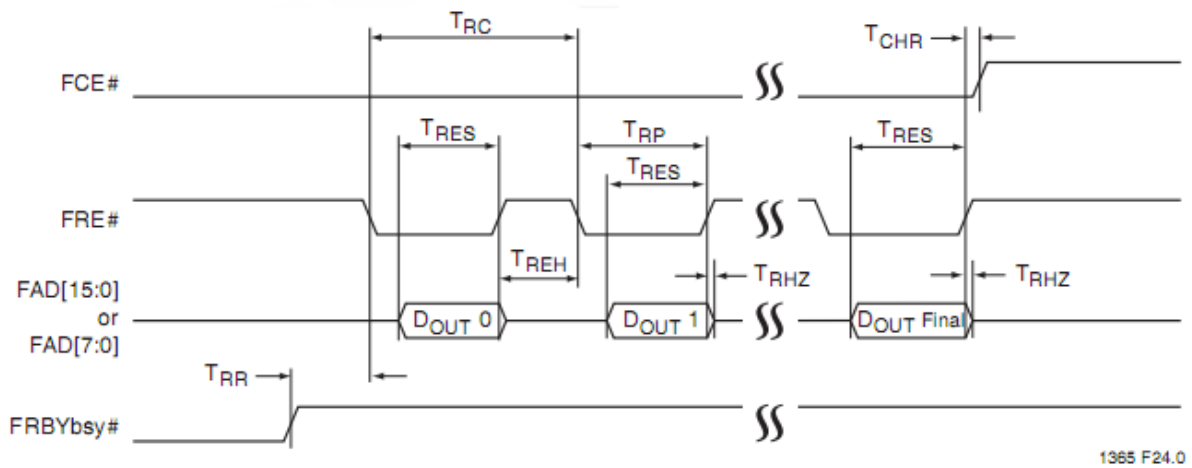 TRC
TCHR
FCE#
TRES
TRP
TRES
TRES
FRE#
TREH
TRHZ
TRHZ
FAD[15:0]
or
FAD[7:0]
DOUT 0
DOUT 1
DOUT Final
TRR
FRBYbsy#
1365 F24.0